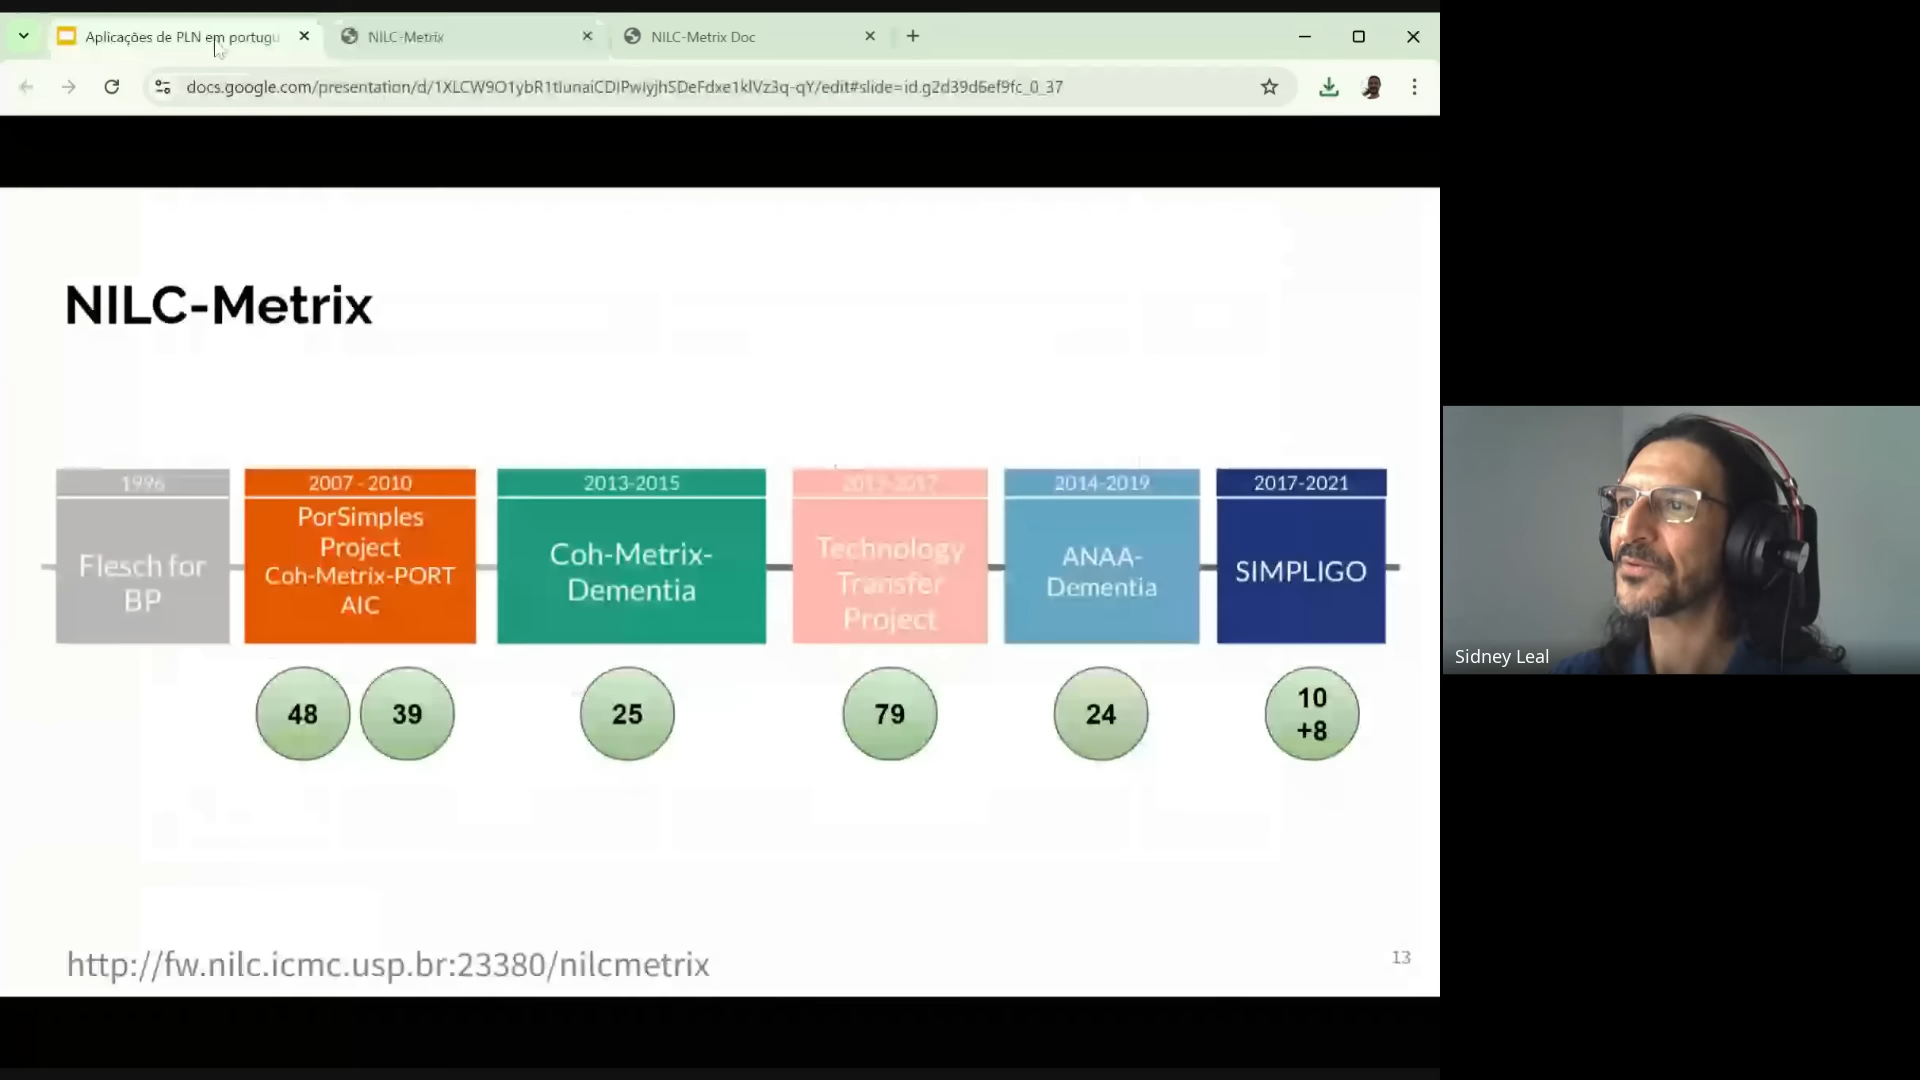 Aplicações de PLN em portugu
NILC-Metrix
NILC-Metrix Doc
docs.google.com/presentation/d/1XLCW9O1ybR1tlunaiCDIPwIyjhSDeFdxe1klVz3q-qY/edit#slide=id.g2d39d6ef9fc_0_37
NILC-Metrix
1996
Flesch for
BP
2007 - 2010
PorSimples
Project
Coh-Metrix-PORT
AIC
48
39
2013-2015
Coh-Metrix-
Dementia
25
Technology
Transfer
Project
79
2014-2019
ANAA-
Dementia
24
2017-2021
SIMPLIGO
10
+8
http://fw.nilc.icmc.usp.br:23380/nilcmetrix
13
Sidney Leal